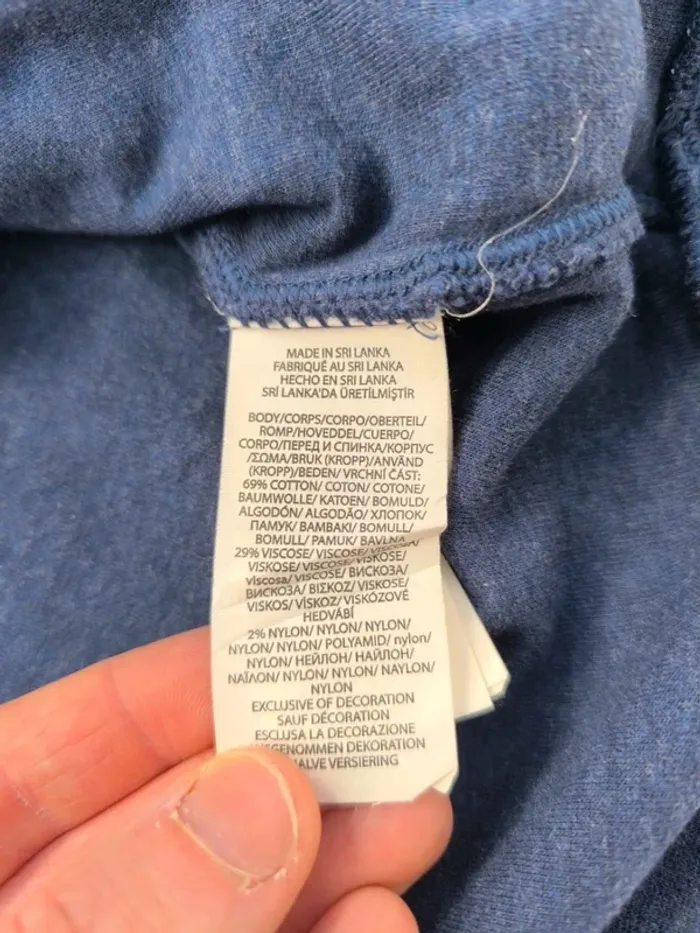 MADE IN SRI LANKA
FABRIQUÉ AU SRI LANKA
HECHO EN SRI LANKA
SRİ LANKA'DA ÜRETİLMİŞTİR
BODY/CORPS/CORPO/OBERTEIL/
ROMP/HOVEDDEL/CUERPO/
CORPO/ПЕРЕД И СПИНКА/КОРПУС
/ΣΩΜΑ/BRUK (KROPP)/ANVÄND
(KROPP)/BEDEN/ VRCHNÍ ČÁST:
69% COTTON/ COTON/ COTONE/
BAUMWOLLE/ KATOEN/ BOMULD/
ALGODÓN/ ALGODÃO/ ХЛОПОК/
ПАМУК/ ΒΑΜΒΑΚΙ/ BOMULL/
BOMULL/ PAMUK/ BAVLNA
29% VISCOSE/ VISCOSE/ VISCOSA/
VISKOSE/ VISCOSE/ VISKOSE/
viscosa/ VISCOSE/ ВИСКОЗА/
ВИСКОЗА/ ΒΙΣΚΟΖ/ VISKOSE/
VISKOS/ VİSKOZ/ VISKÓZOVÉ
HEDVÁBÍ
2% NYLON/ NYLON/ NYLON/
NYLON/ NYLON/ POLYAMID/ nylon/
NYLON/ НЕЙЛОН/ НАЙЛОН/
ΝΑΪΛΟΝ/ NYLON/ NYLON/ NAYLON/
NYLON
EXCLUSIVE OF DECORATION
SAUF DÉCORATION
ESCLUSA LA DECORAZIONE
DEKORATION
VERSIERING